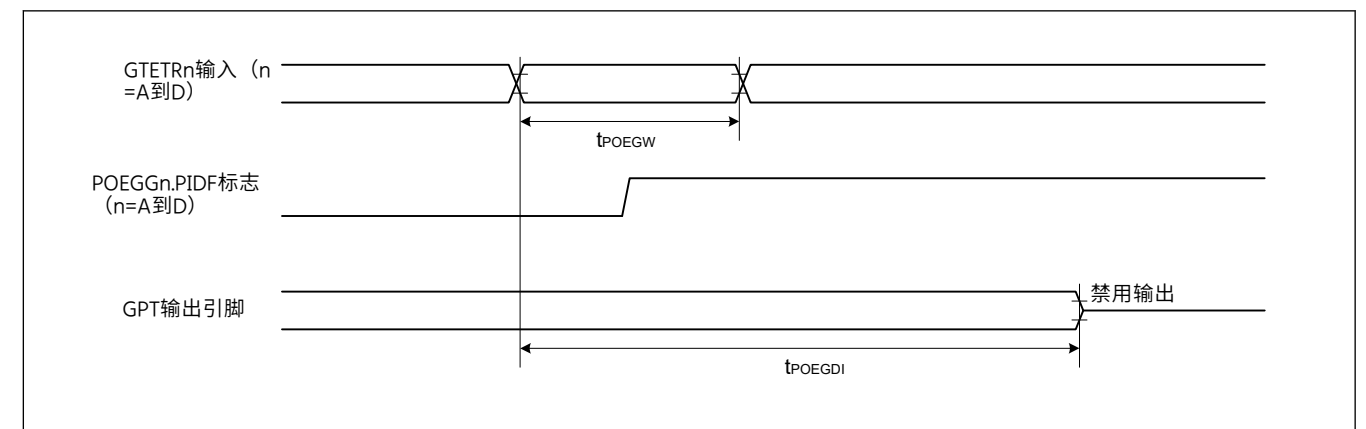 GTETRn输入（n
=A到D）
tPOEGW
POEGGn.PIDF标志
（n=A到D）
GPT输出引脚
禁用输出
tPOEGDI